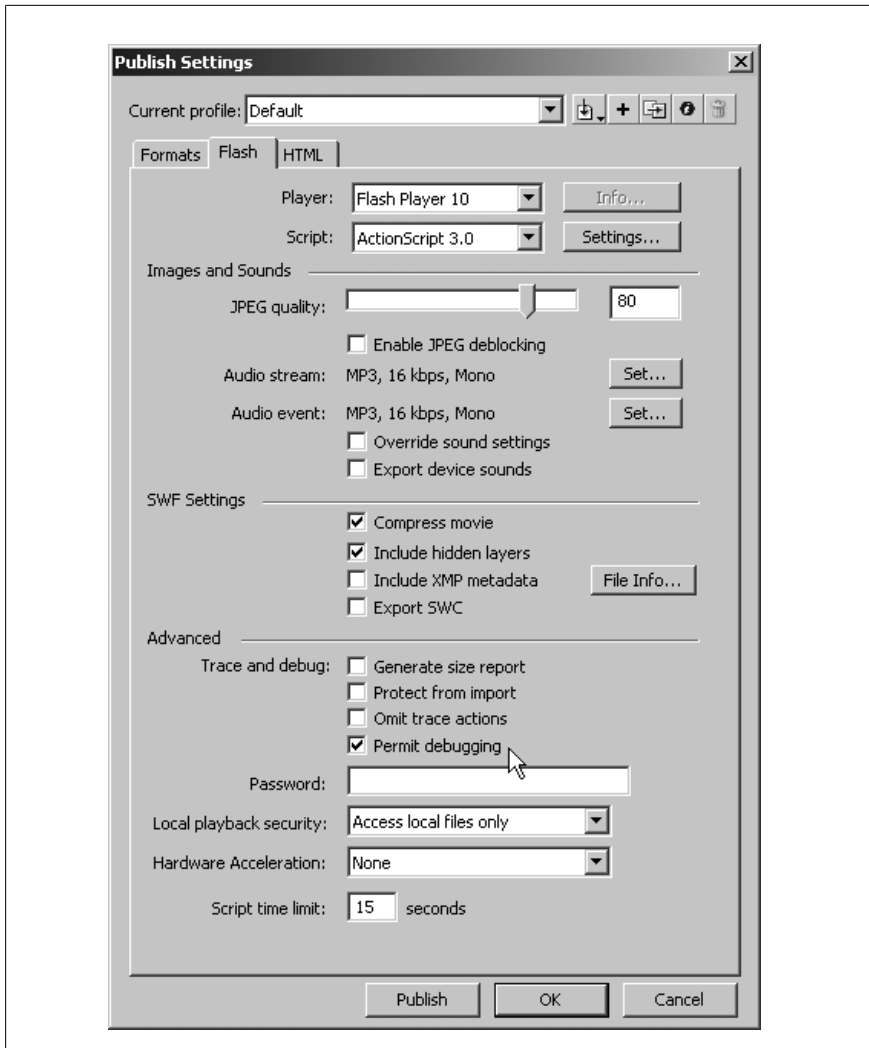 Publish Settings
Current profile: Default
Formats Flash HTML
Player: Flash Player 10 Info...
Script: ActionScript 3.0 Settings...
Images and Sounds
JPEG quality: 80
Enable JPEG deblocking
Audio stream: MP3, 16 kbps, Mono Set...
Audio event: MP3, 16 kbps, Mono Set...
Override sound settings
Export device sounds
SWF Settings
Compress movie
Include hidden layers
Include XMP metadata File Info...
Export SWC
Advanced
Trace and debug: Generate size report
Protect from import
Omit trace actions
Permit debugging
Password:
Local playback security: Access local files only
Hardware Acceleration: None
Script time limit: 15 seconds
Publish OK Cancel